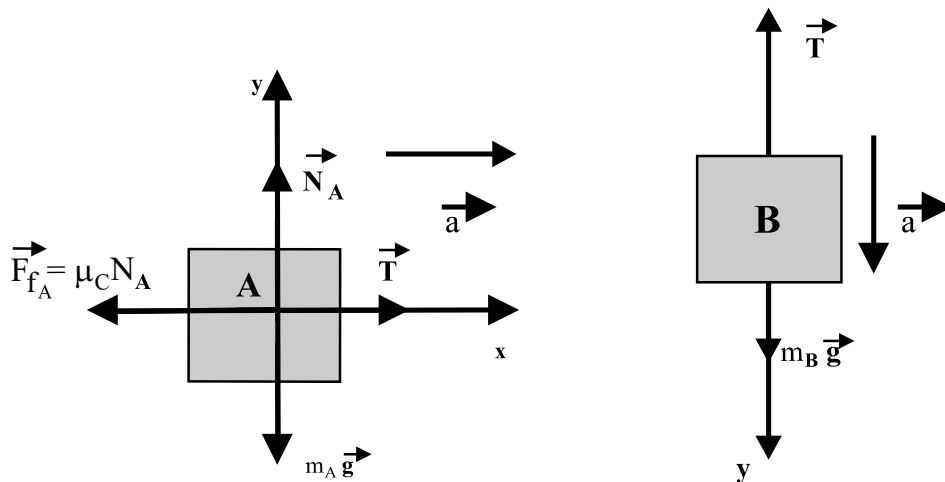 y
N_A
a
F_fA = μ_C N_A
A
T
x
m_A g
T
B
a
m_B g
y